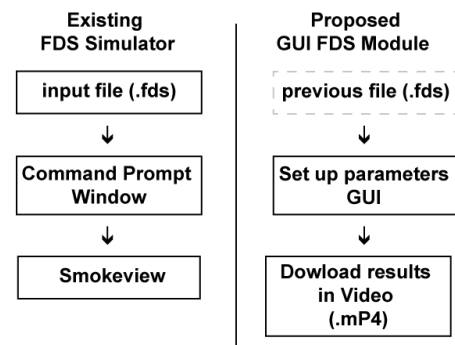 Existing
FDS Simulator
input file (.fds)
Command Prompt
Window
Smokeview
Proposed
GUI FDS Module
previous file (.fds)
Set up parameters
GUI
Dowload results
in Video
(.mP4)